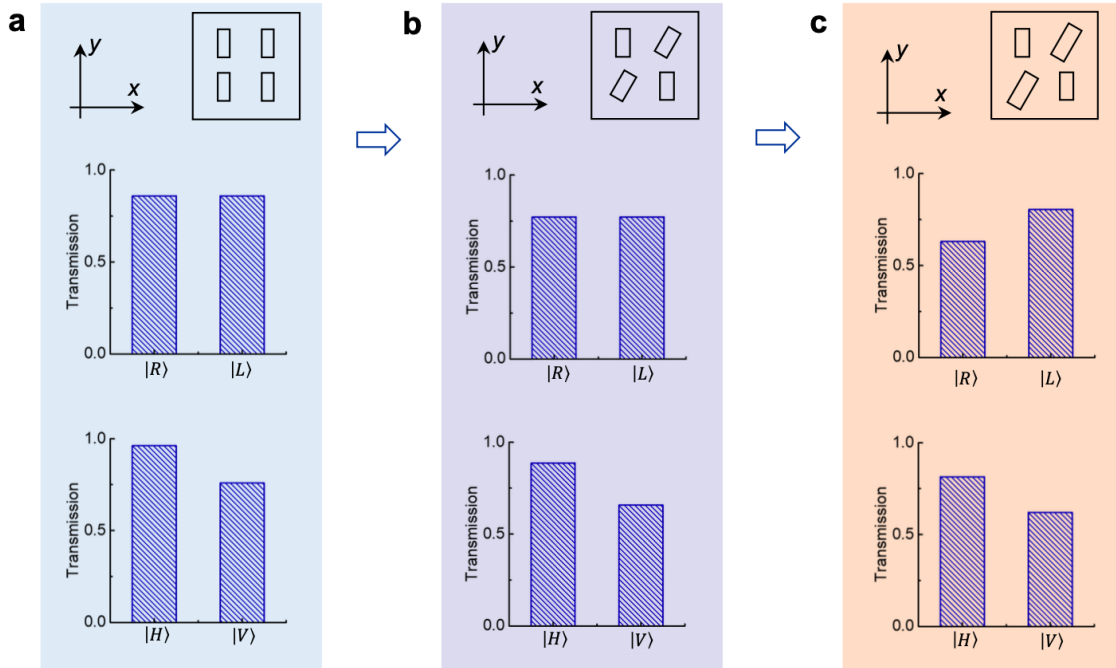 a
y
x
1.0
0.5
0.0
Transmission
|R⟩ |L⟩
1.0
0.5
0.0
Transmission
|H⟩ |V⟩
b
y
x
1.0
0.5
0.0
Transmission
|R⟩ |L⟩
1.0
0.5
0.0
Transmission
|H⟩ |V⟩
c
y
x
1.0
0.5
0.0
Transmission
|R⟩ |L⟩
1.0
0.5
0.0
Transmission
|H⟩ |V⟩